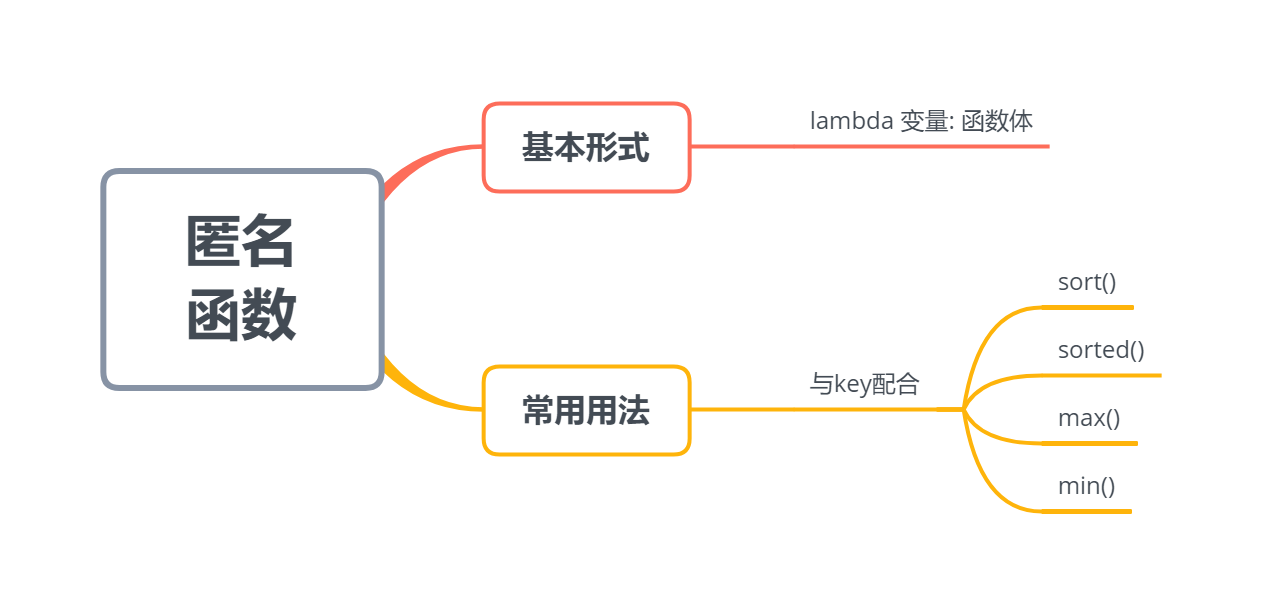 匿名
函数
基本形式
lambda 变量: 函数体
常用用法
与key配合
sort()
sorted()
max()
min()